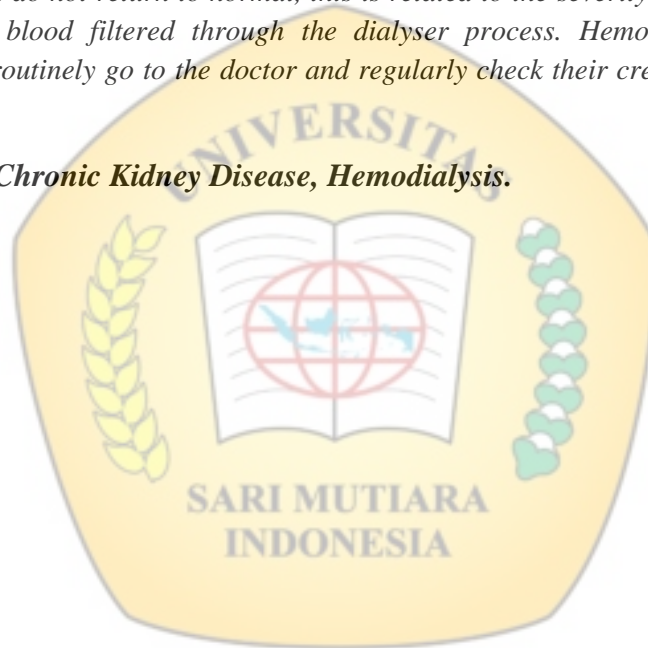 do not return to normal, this is related to the severity
blood filtered through the dialyser process. Hemo
routinely go to the doctor and regularly check their cre
Chronic Kidney Disease, Hemodialysis.
UNIVERSITAS
SARI MUTIARA
INDONESIA